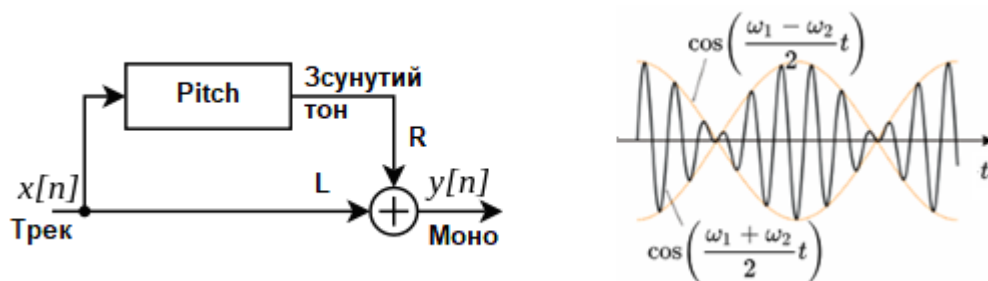 Pitch
Зсунутий
тон
R
L
x[n]
y[n]
Трек
Моно
cos(ω₁ − ω₂/2 t)
t
cos(ω₁ + ω₂/2 t)